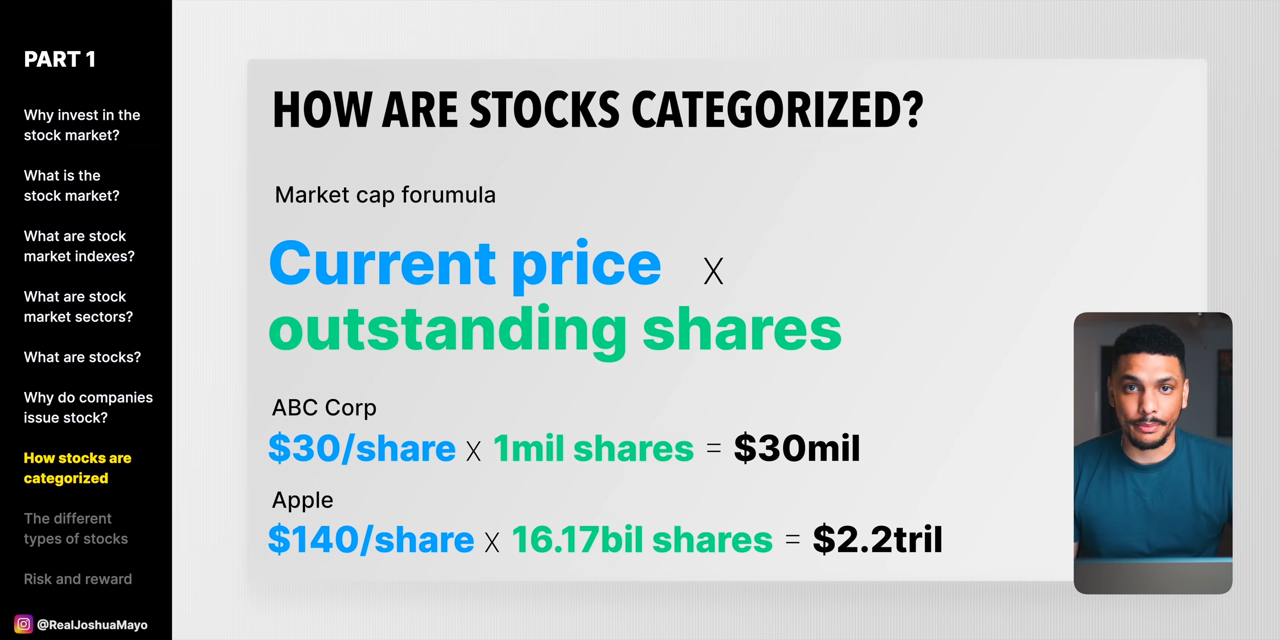 PART 1
Why invest in the
stock market?
What is the
stock market?
What are stock
market indexes?
What are stock
market sectors?
What are stocks?
Why do companies
issue stock?
How stocks are
categorized
The different
types of stocks
Risk and reward
@RealJoshuaMayo
HOW ARE STOCKS CATEGORIZED?
Market cap forumula
Current price X
outstanding shares
ABC Corp
$30/share X 1mil shares = $30mil
Apple
$140/share X 16.17bil shares = $2.2tril